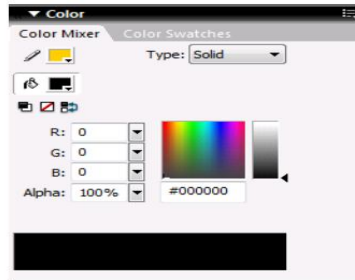 Color
Color Mixer Color Swatches
Type: Solid
R: 0
G: 0
B: 0
Alpha: 100% #000000